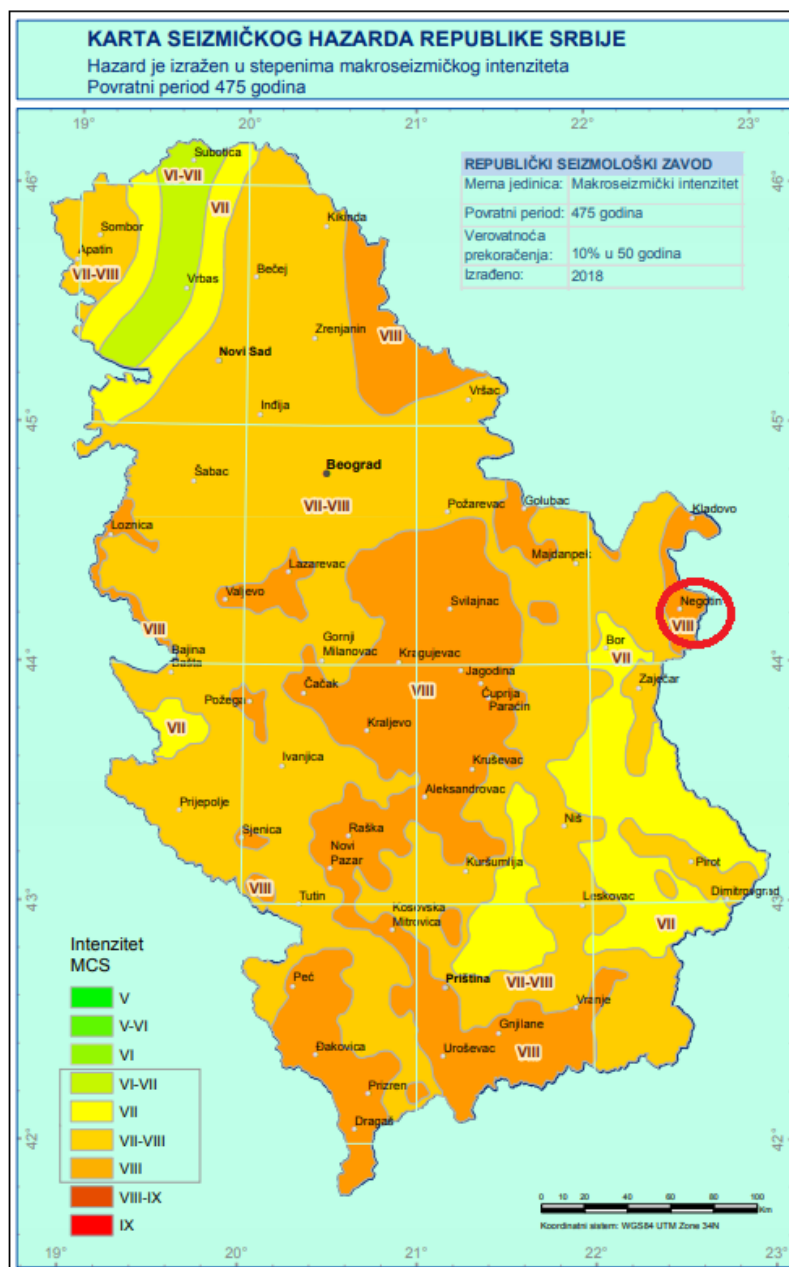 KARTA SEIZMIČKOG HAZARDA REPUBLIKE SRBIJE
Hazard je izražen u stepenima makroseizmičkog intenziteta
Povratni period 475 godina
19° 20° 21° 22° 23°
REPUBLIČKI SEIZMOLOŠKI ZAVOD
Merna jedinica: Makroseizmički intenzitet
Povratni period: 475 godina
Verovatnoća
prekoračenja: 10% u 50 godina
Izrađeno: 2018
Subotica
46° 46°
VI-VII
VII
Kikinda
Sombor
Apatin
VII-VIII
Bečej
Vrbas
Zrenjanin
VIII
Novi Sad
Vršac
Inđija
45° 45°
Beograd
Šabac
VII-VIII
Požarevac
Golubac
Kladovo
Loznica
Majdanpek
Lazarevac
Valjevo
Svilajnac
Negotin
VIII
VIII
Bajina
Bašta
Gornji
Milanovac
Bor
VII
44° 44°
Kragujevac
Jagodina
Zaječar
Čačak
VIII
Ćuprija
Paraćin
Požega
VII
Kraljevo
Ivanjica
Kruševac
Aleksandrovac
Prijepolje
Niš
Sjenica
Raška
Novi
Pazar
Kuršumlija
Pirot
VIII
Dimitrovgrad
Tutin
Leskovac
43° 43°
Kosovska
Mitrovica
VII
Peć
Priština
VII-VIII
Vranje
Gnjilane
Đakovica
Uroševac
VIII
Prizren
Dragaš
42° 42°
Intenzitet
MCS
V
V-VI
VI
VI-VII
VII
VII-VIII
VIII
VIII-IX
IX
0 10 20 40 60 80 100
Km
Koordinatni sistem: WGS84 UTM Zone 34N
19° 20° 21° 22° 23°